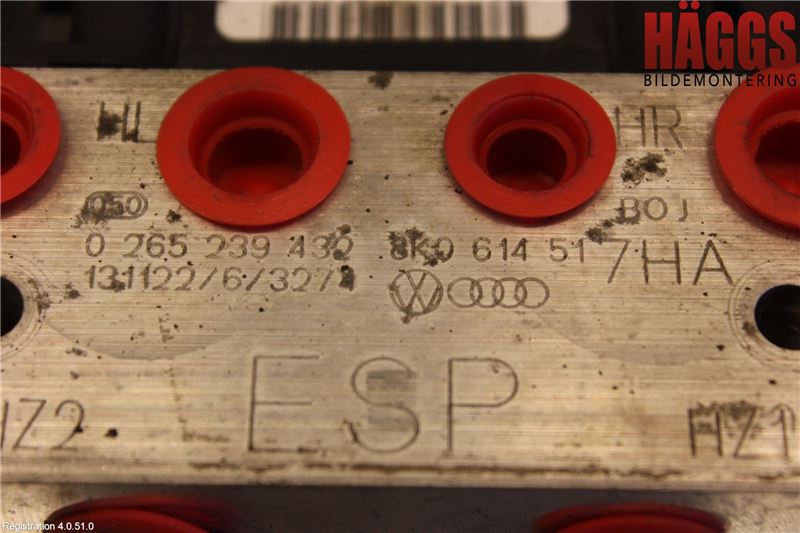 HÄGGS
BILDEMONTERING
HL HR
050 BOJ
0 265 239 432 8K0 614 517HA
131122/6/327/
ESP
HZ2 HZ1
Registration 4.0.51.0